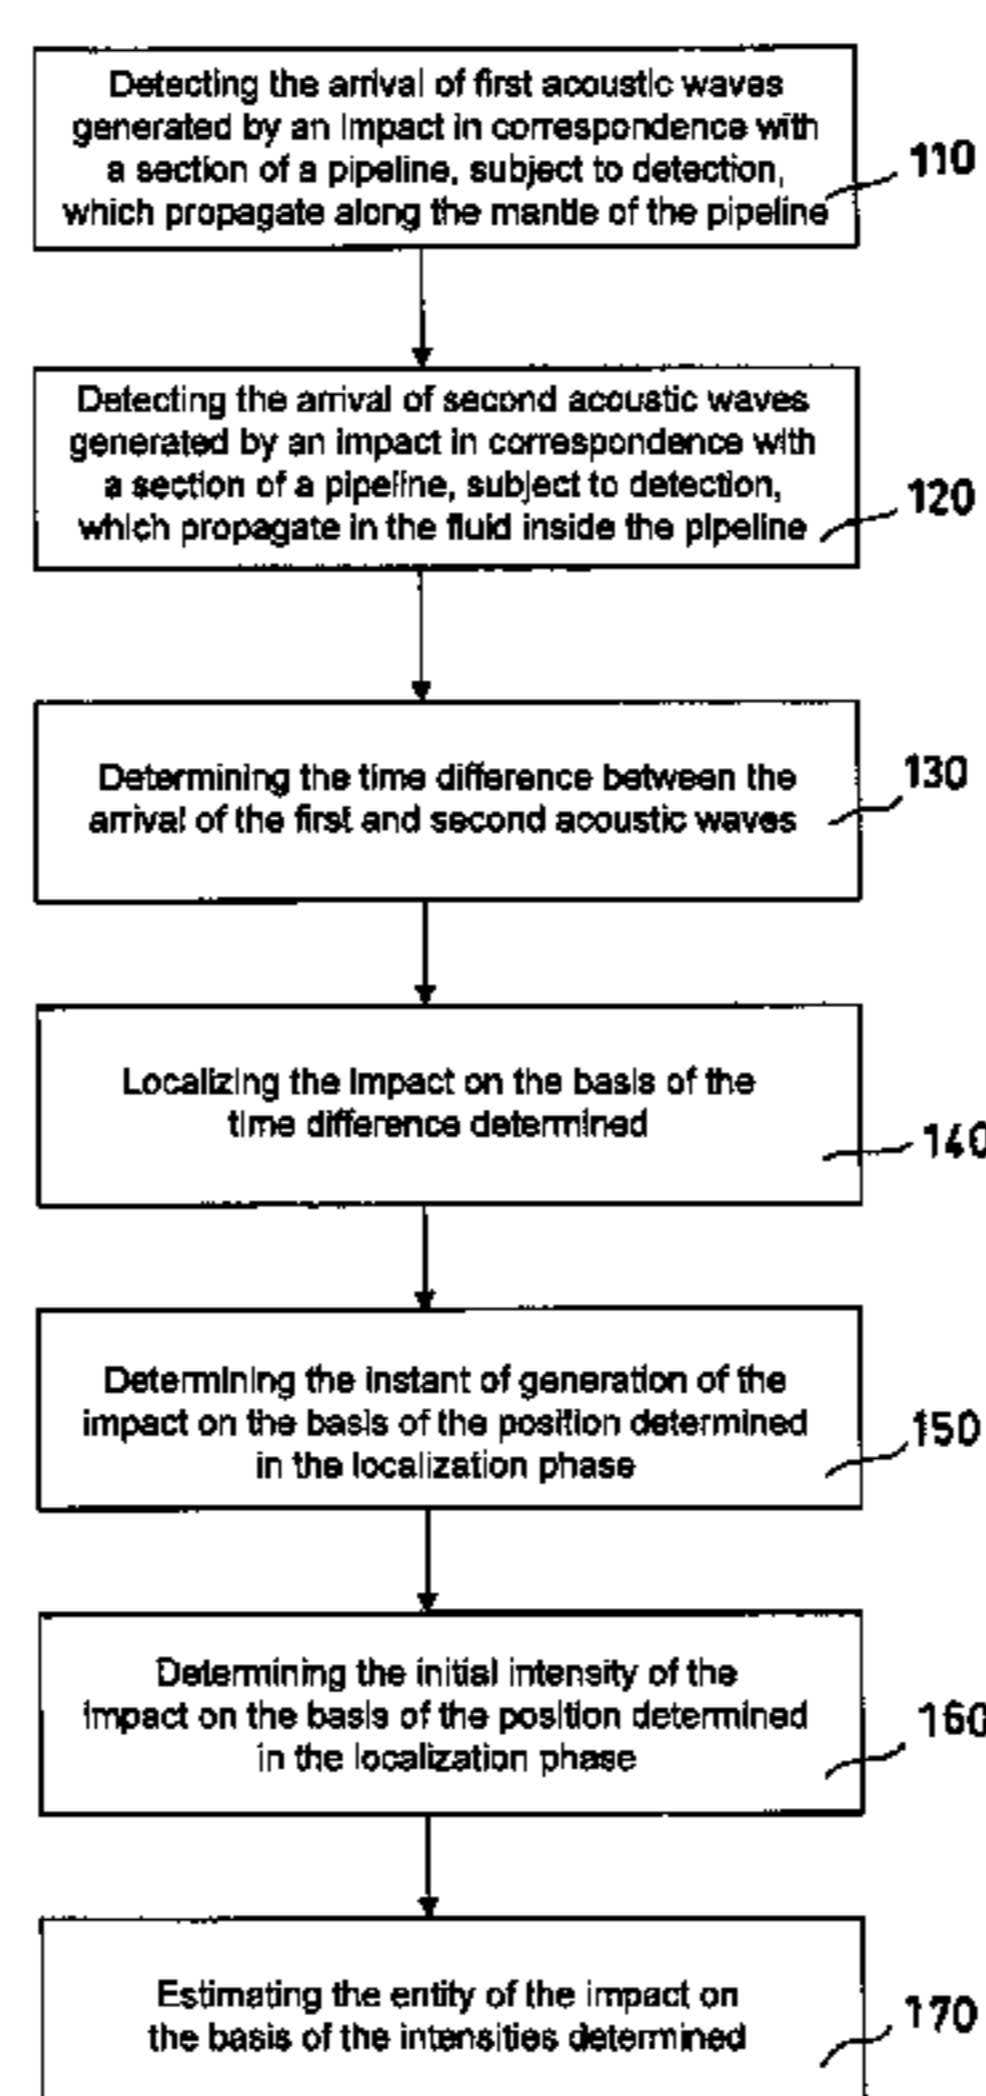 Detecting the arrival of first acoustic waves
generated by an impact in correspondence with
a section of a pipeline, subject to detection,
which propagate along the mantle of the pipeline
110
Detecting the arrival of second acoustic waves
generated by an impact in correspondence with
a section of a pipeline, subject to detection,
which propagate in the fluid inside the pipeline
120
Determining the time difference between the
arrival of the first and second acoustic waves
130
Localizing the impact on the basis of the
time difference determined
140
Determining the instant of generation of the
impact on the basis of the position determined
in the localization phase
150
Determining the initial intensity of the
impact on the basis of the position determined
in the localization phase
160
Estimating the entity of the impact on
the basis of the intensities determined
170